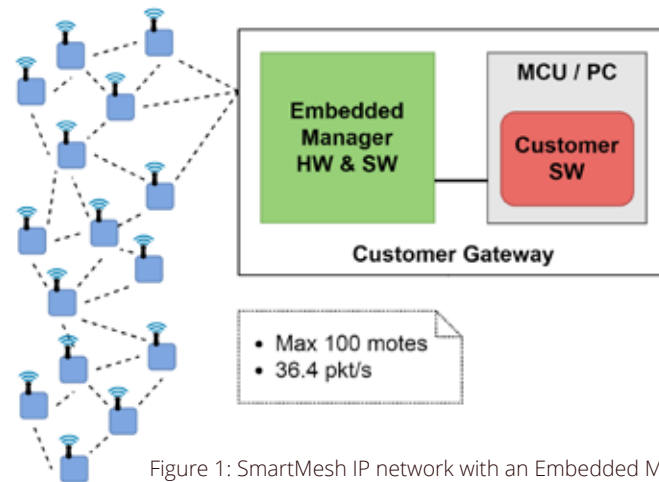 MCU / PC
Embedded
Manager
HW & SW
Customer
SW
Customer Gateway
• Max 100 motes
• 36.4 pkt/s
Figure 1: SmartMesh IP network with an Embedded M